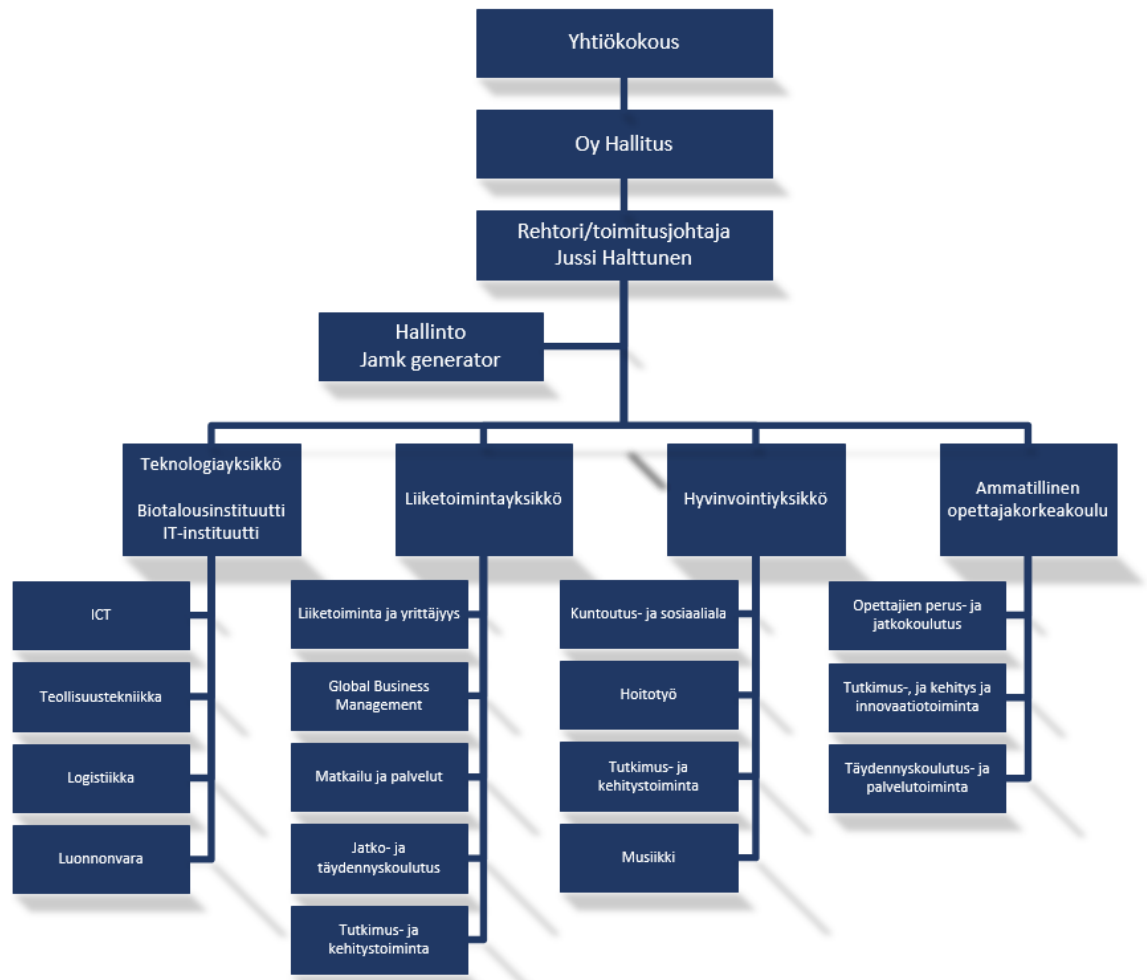 Yhtiökokous
Oy Hallitus
Rehtori/toimitusjohtaja
Jussi Halttunen
Hallinto
Jamk generator
Teknologiayksikkö
Biotalousinstituutti
IT-instituutti
ICT
Teollisuustekniikka
Logistiikka
Luonnonvara
Liiketoimintayksikkö
Liiketoiminta ja yrittäjyys
Global Business
Management
Matkailu ja palvelut
Jatko- ja
täydennyskoulutus
Tutkimus- ja
kehitystoiminta
Hyvinvointiyksikkö
Kuntoutus- ja sosiaaliala
Hoitotyö
Tutkimus- ja
kehitystoiminta
Musiikki
Ammatillinen
opettajakorkeakoulu
Opettajien perus- ja
jatkokoulutus
Tutkimus-, ja kehitys ja
innovaatiotoiminta
Täydennyskoulutus- ja
palvelutoiminta